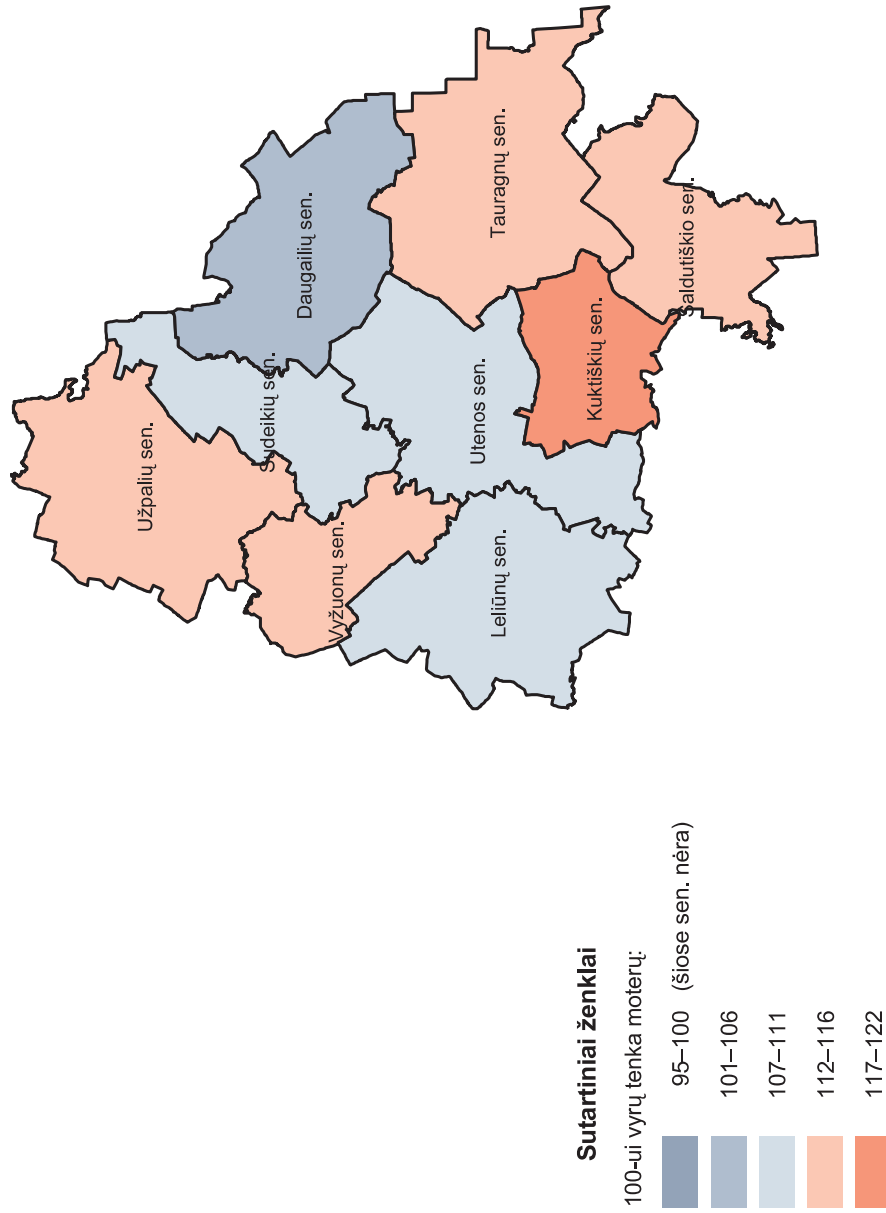 Užpalių sen.
Sudeikių sen.
Daugailių sen.
Vyžuonų sen.
Utenos sen.
Tauragnų sen.
Leliūnų sen.
Kuktiškių sen.
Saldutiškio sen.
Sutartiniai ženklai
100-ui vyrų tenka moterų:
95–100 (šiose sen. nėra)
101–106
107–111
112–116
117–122